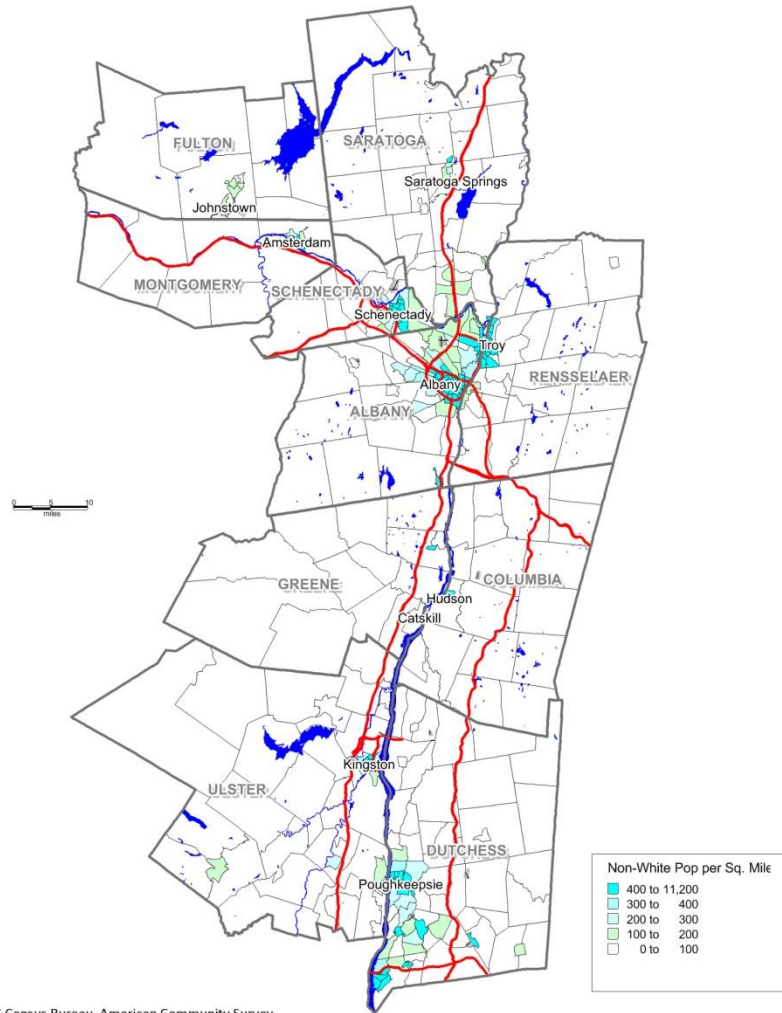 FULTON
SARATOGA
Saratoga Springs
Johnstown
Amsterdam
MONTGOMERY
SCHENECTADY
Schenectady
Troy
Albany
RENSSELAER
ALBANY
0 5 10
miles
GREENE
COLUMBIA
Hudson
Catskill
Kingston
ULSTER
DUTCHESS
Poughkeepsie
Non-White Pop per Sq. Mile
400 to 11,200
300 to 400
200 to 300
100 to 200
0 to 100
Census Bureau, American Community Survey